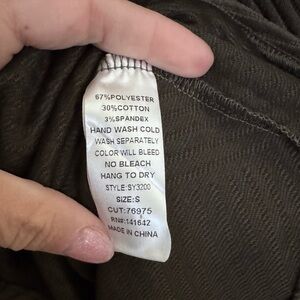 67%POLYESTER
30%COTTON
3%SPANDEX
HAND WASH COLD
WASH SEPARATELY
COLOR WILL BLEED
NO BLEACH
HANG TO DRY
STYLE:SY3200
SIZE:S
CUT:76975
RN#:141642
MADE IN CHINA